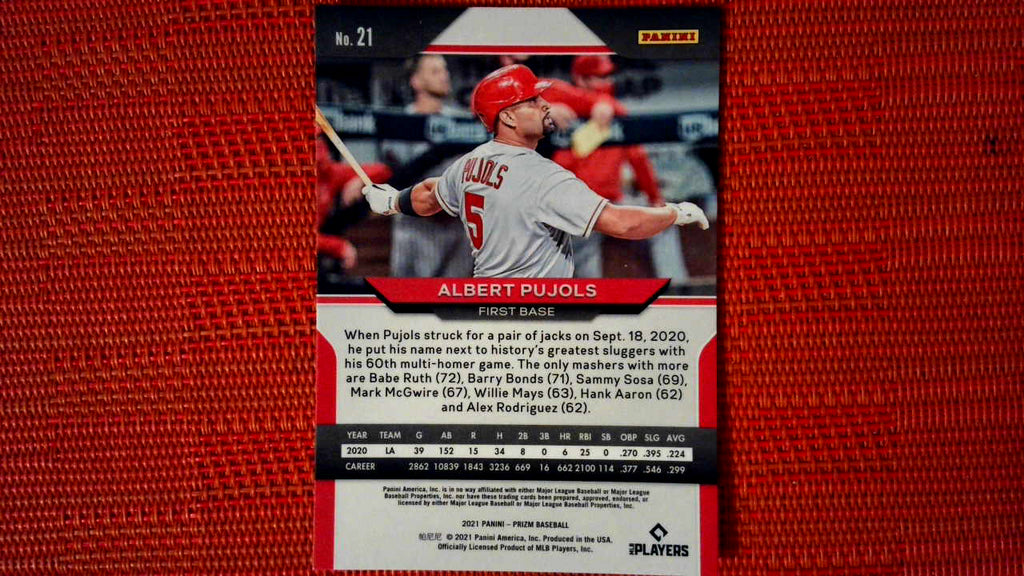 No. 21
PANINI
PUJOLS
5
ALBERT PUJOLS
FIRST BASE
When Pujols struck for a pair of jacks on Sept. 18, 2020,
he put his name next to history's greatest sluggers with
his 60th multi-homer game. The only mashers with more
are Babe Ruth (72), Barry Bonds (71), Sammy Sosa (69),
Mark McGwire (67), Willie Mays (63), Hank Aaron (62)
and Alex Rodriguez (62).
YEAR TEAM G AB R H 2B 3B HR RBI SB OBP SLG AVG
2020 LA 39 152 15 34 8 0 6 25 0 .270 .395 .224
CAREER 2862 10839 1843 3236 669 16 662 2100 114 .377 .546 .299
Panini America, Inc. is in no way affiliated with either Major League Baseball or Major League
Baseball Properties, Inc. nor have these trading cards been prepared, approved, endorsed, or
licensed by either Major League Baseball or Major League Baseball Properties, Inc.
2021 PANINI – PRIZM BASEBALL
帕尼尼 © 2021 Panini America, Inc. Produced in the USA.
Officially Licensed Product of MLB Players, Inc.
MLB PLAYERS